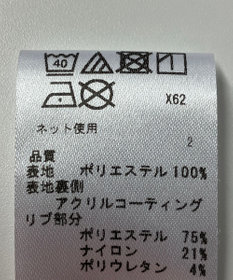 40
X62
ネット使用
2
品質
表地 ポリエステル100%
表地裏側
アクリルコーティング
リブ部分
ポリエステル 75%
ナイロン 21%
ポリウレタン 4%